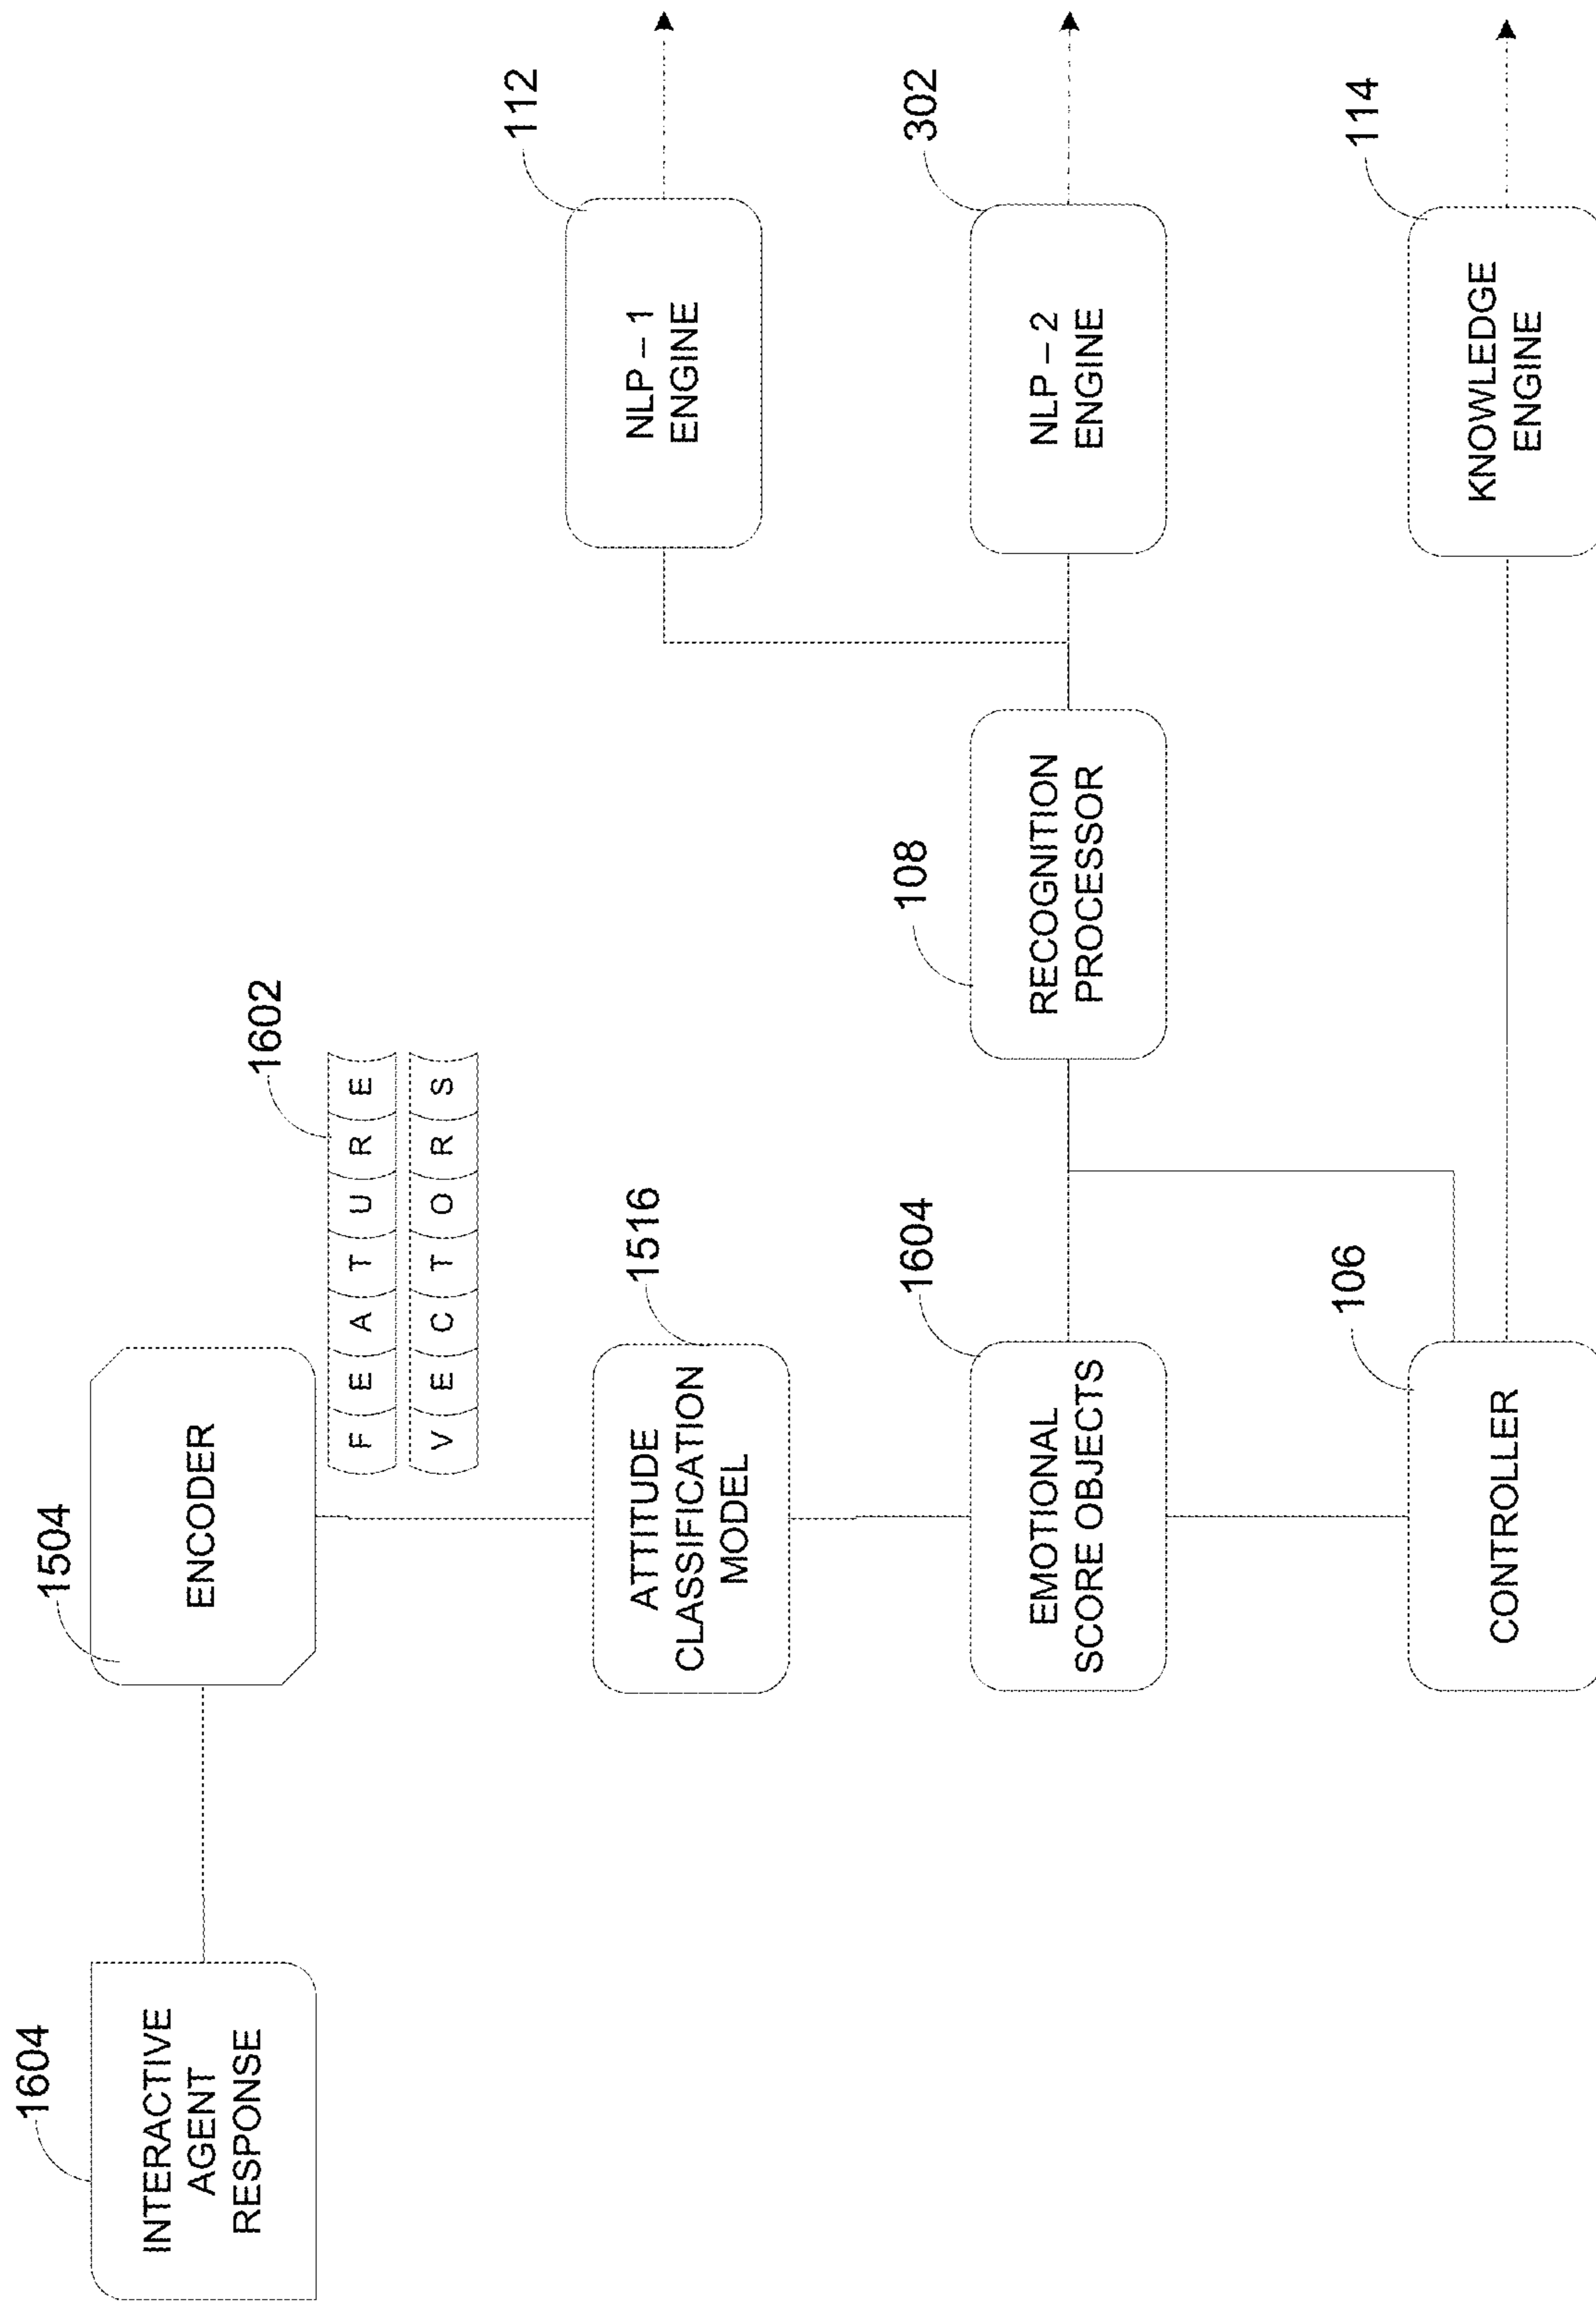 1604
INTERACTIVE
AGENT
RESPONSE
1504
ENCODER
1602
F E A T U R E
V E C T O R S
1516
ATTITUDE
CLASSIFICATION
MODEL
112
NLP – 1
ENGINE
1604
EMOTIONAL
SCORE OBJECTS
108
RECOGNITION
PROCESSOR
302
NLP – 2
ENGINE
106
CONTROLLER
114
KNOWLEDGE
ENGINE